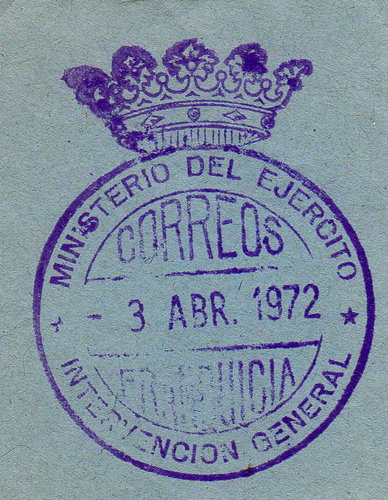 MINISTERIO DEL EJERCITO
CORREOS
- 3 ABR. 1972
FRANQUICIA
INTERVENCION GENERAL